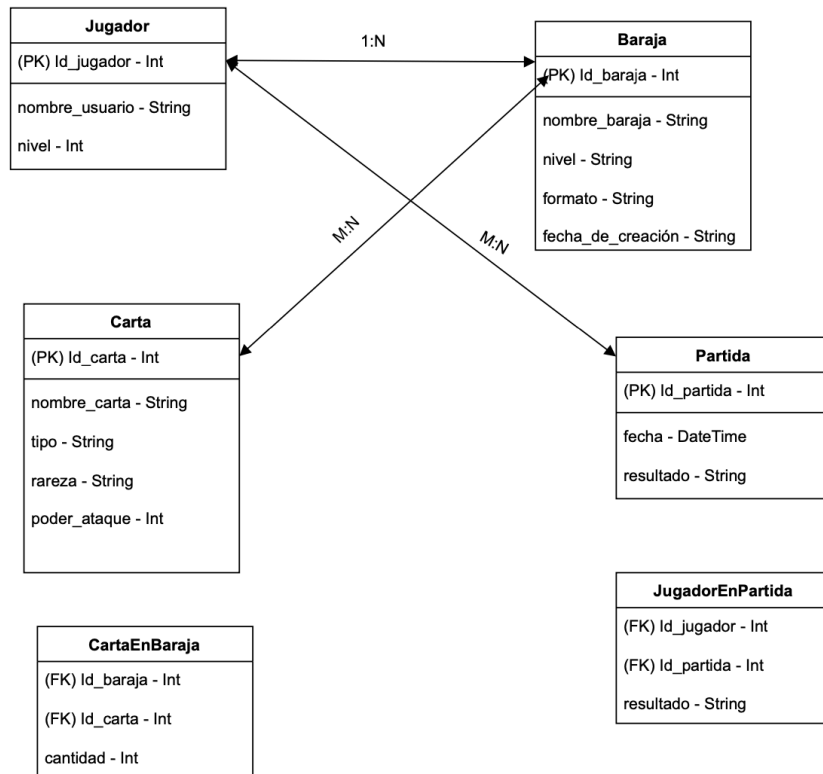 Jugador
(PK) Id_jugador - Int
nombre_usuario - String
nivel - Int
1:N
Baraja
(PK) Id_baraja - Int
nombre_baraja - String
nivel - String
formato - String
fecha_de_creación - String
M:N
M:N
Carta
(PK) Id_carta - Int
nombre_carta - String
tipo - String
rareza - String
poder_ataque - Int
Partida
(PK) Id_partida - Int
fecha - DateTime
resultado - String
JugadorEnPartida
(FK) Id_jugador - Int
(FK) Id_partida - Int
resultado - String
CartaEnBaraja
(FK) Id_baraja - Int
(FK) Id_carta - Int
cantidad - Int